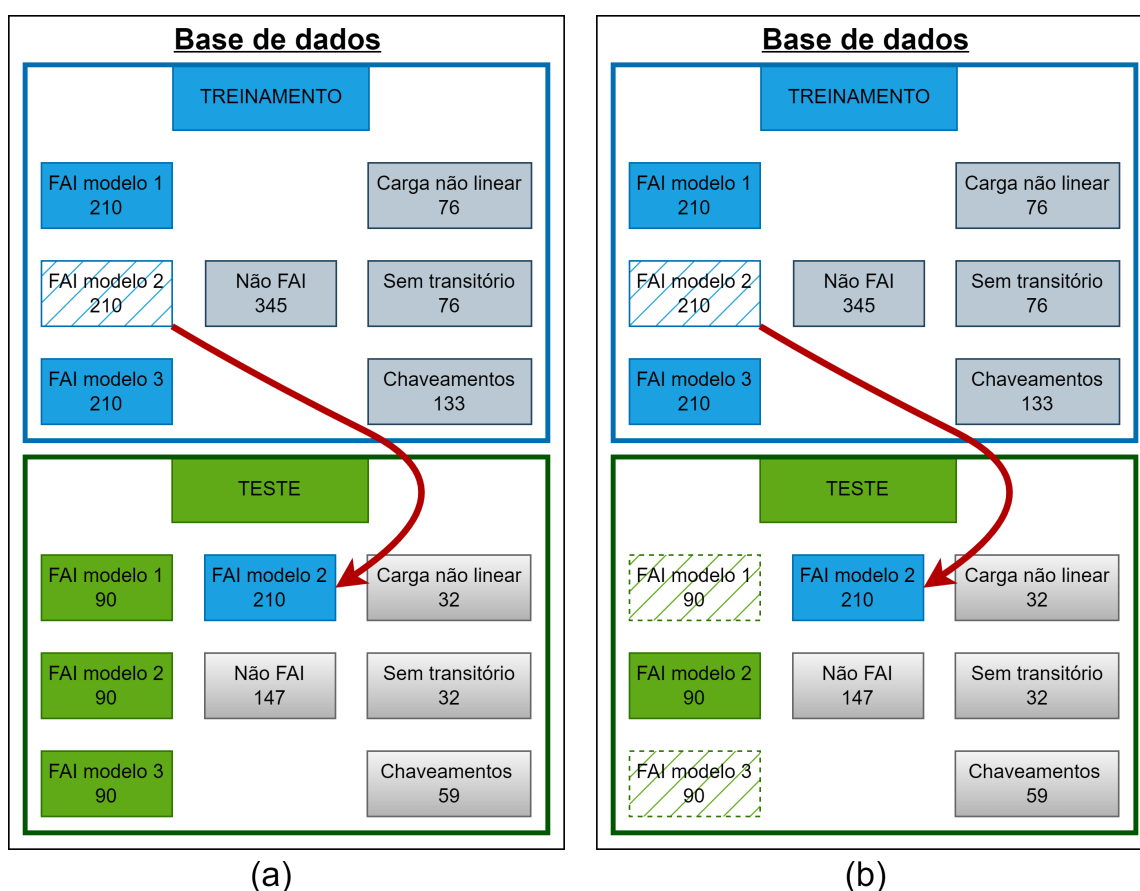 Base de dados
TREINAMENTO
FAI modelo 1
210
Carga não linear
76
FAI modelo 2
210
Não FAI
345
Sem transitório
76
FAI modelo 3
210
Chaveamentos
133
TESTE
FAI modelo 1
90
FAI modelo 2
210
Carga não linear
32
FAI modelo 2
90
Não FAI
147
Sem transitório
32
FAI modelo 3
90
Chaveamentos
59
(a)
Base de dados
TREINAMENTO
FAI modelo 1
210
Carga não linear
76
FAI modelo 2
210
Não FAI
345
Sem transitório
76
FAI modelo 3
210
Chaveamentos
133
TESTE
FAI modelo 1
90
FAI modelo 2
210
Carga não linear
32
FAI modelo 2
90
Não FAI
147
Sem transitório
32
FAI modelo 3
90
Chaveamentos
59
(b)